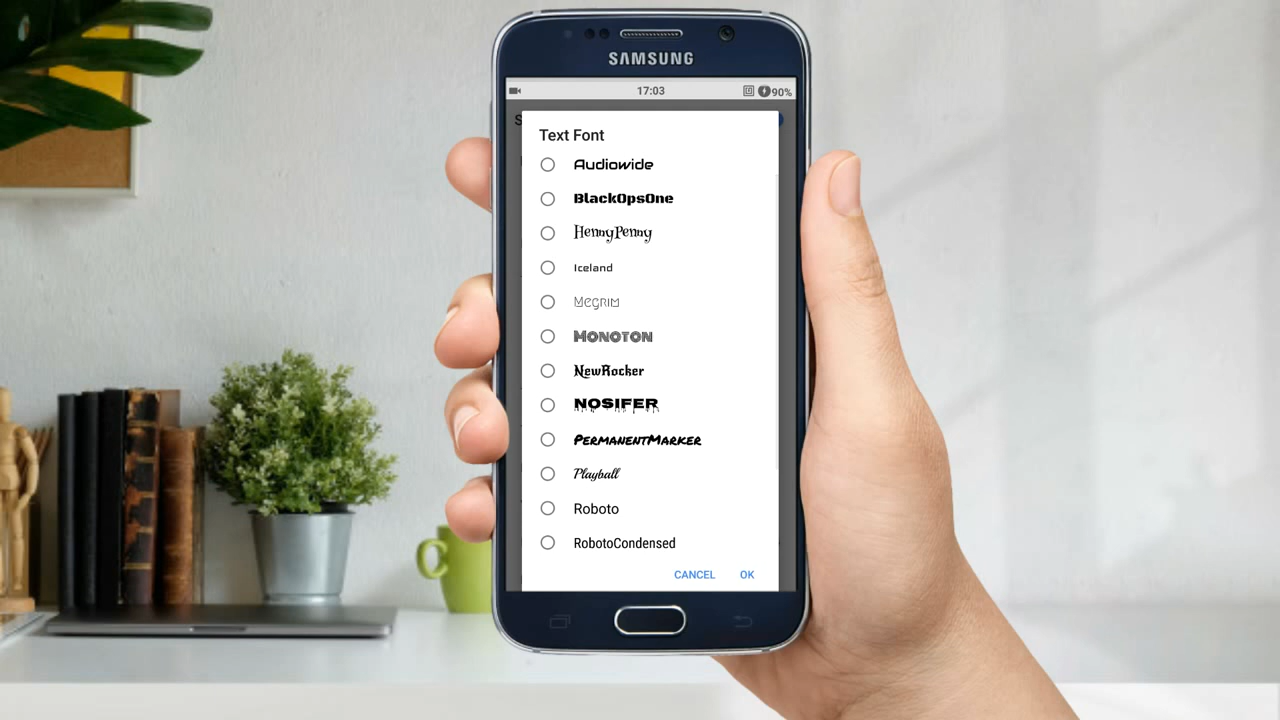 SAMSUNG
17:03
90%
S
Text Font
Audiowide
BlackOpsOne
HennyPenny
Iceland
Megrim
Monoton
NewRocker
NOSIFER
PermanentMarker
Playball
Roboto
RobotoCondensed
CANCEL OK